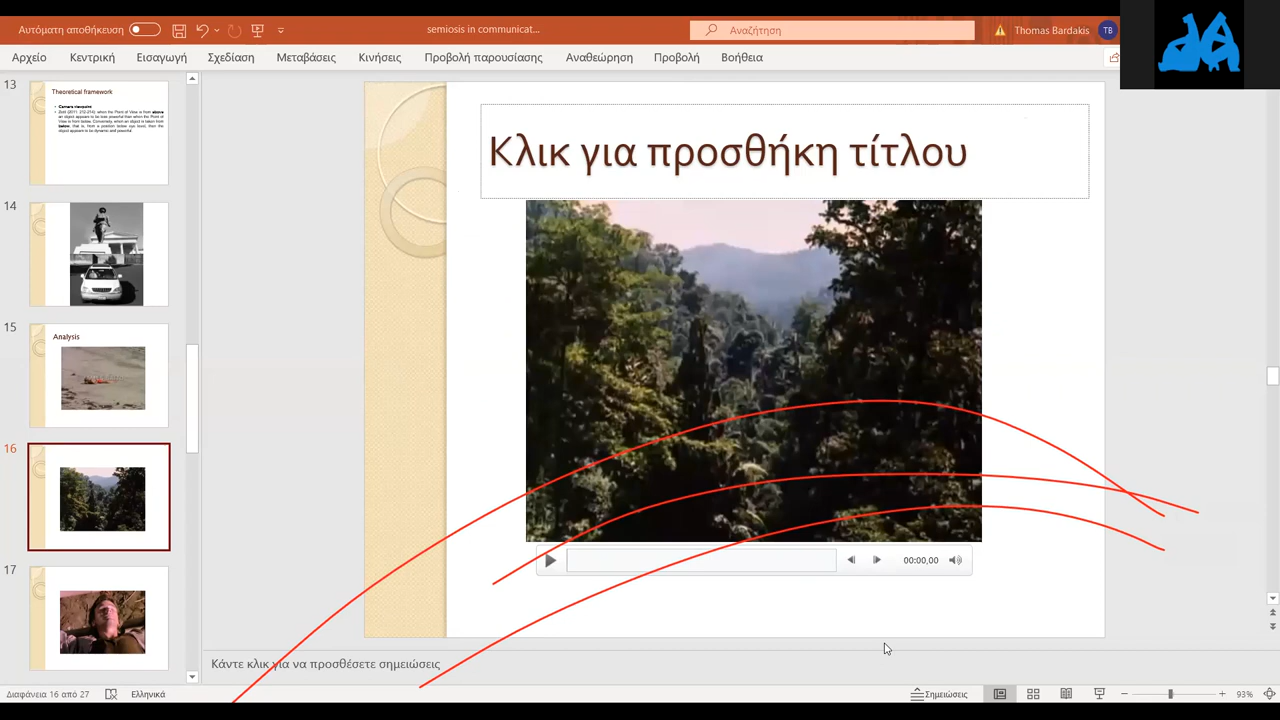 Αυτόματη αποθήκευση
semiosis in communicat...
Αναζήτηση
Thomas Bardakis
TB
Αρχείο Κεντρική Εισαγωγή Σχεδίαση Μεταβάσεις Κινήσεις Προβολή παρουσίασης Αναθεώρηση Προβολή Βοήθεια
13
Theoretical framework
Camera viewpoint
14
15
Analysis
16
17
Κλικ για προσθήκη τίτλου
00:00,00
Κάντε κλικ για να προσθέσετε σημειώσεις
Διαφάνεια 16 από 27
Ελληνικά
Σημειώσεις
93%